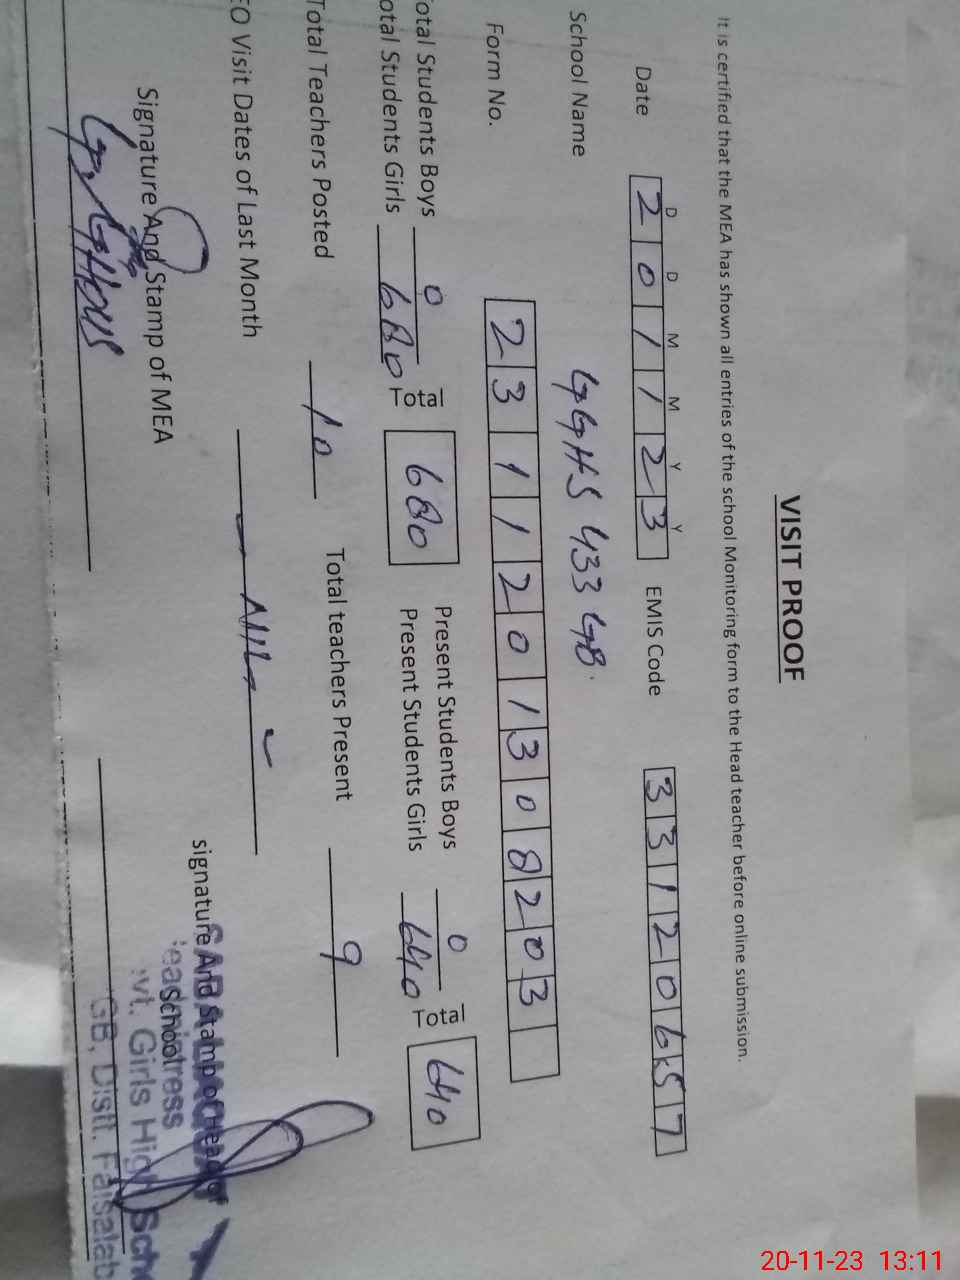 VISIT PROOF
It is certified that the MEA has shown all entries of the school Monitoring form to the Head teacher before online submission.
D D M M Y Y
Date 2 0 1 1 2 3 EMIS Code 3 3 1 2 0 6 5 7
School Name GGHS 433 GB.
Form No. 2 3 1 1 2 0 1 3 0 8 2 0 3
otal Students Boys 0 Total 680 Present Students Boys 0 Total 640
otal Students Girls 680 Present Students Girls 640
Total Teachers Posted 10 Total teachers Present 9
EO Visit Dates of Last Month NIL
Signature And Stamp of MEA
signature And Stamp of Head of
School
vt. Girls High Sch
GB, Distt. Faisalab
20-11-23 13:11